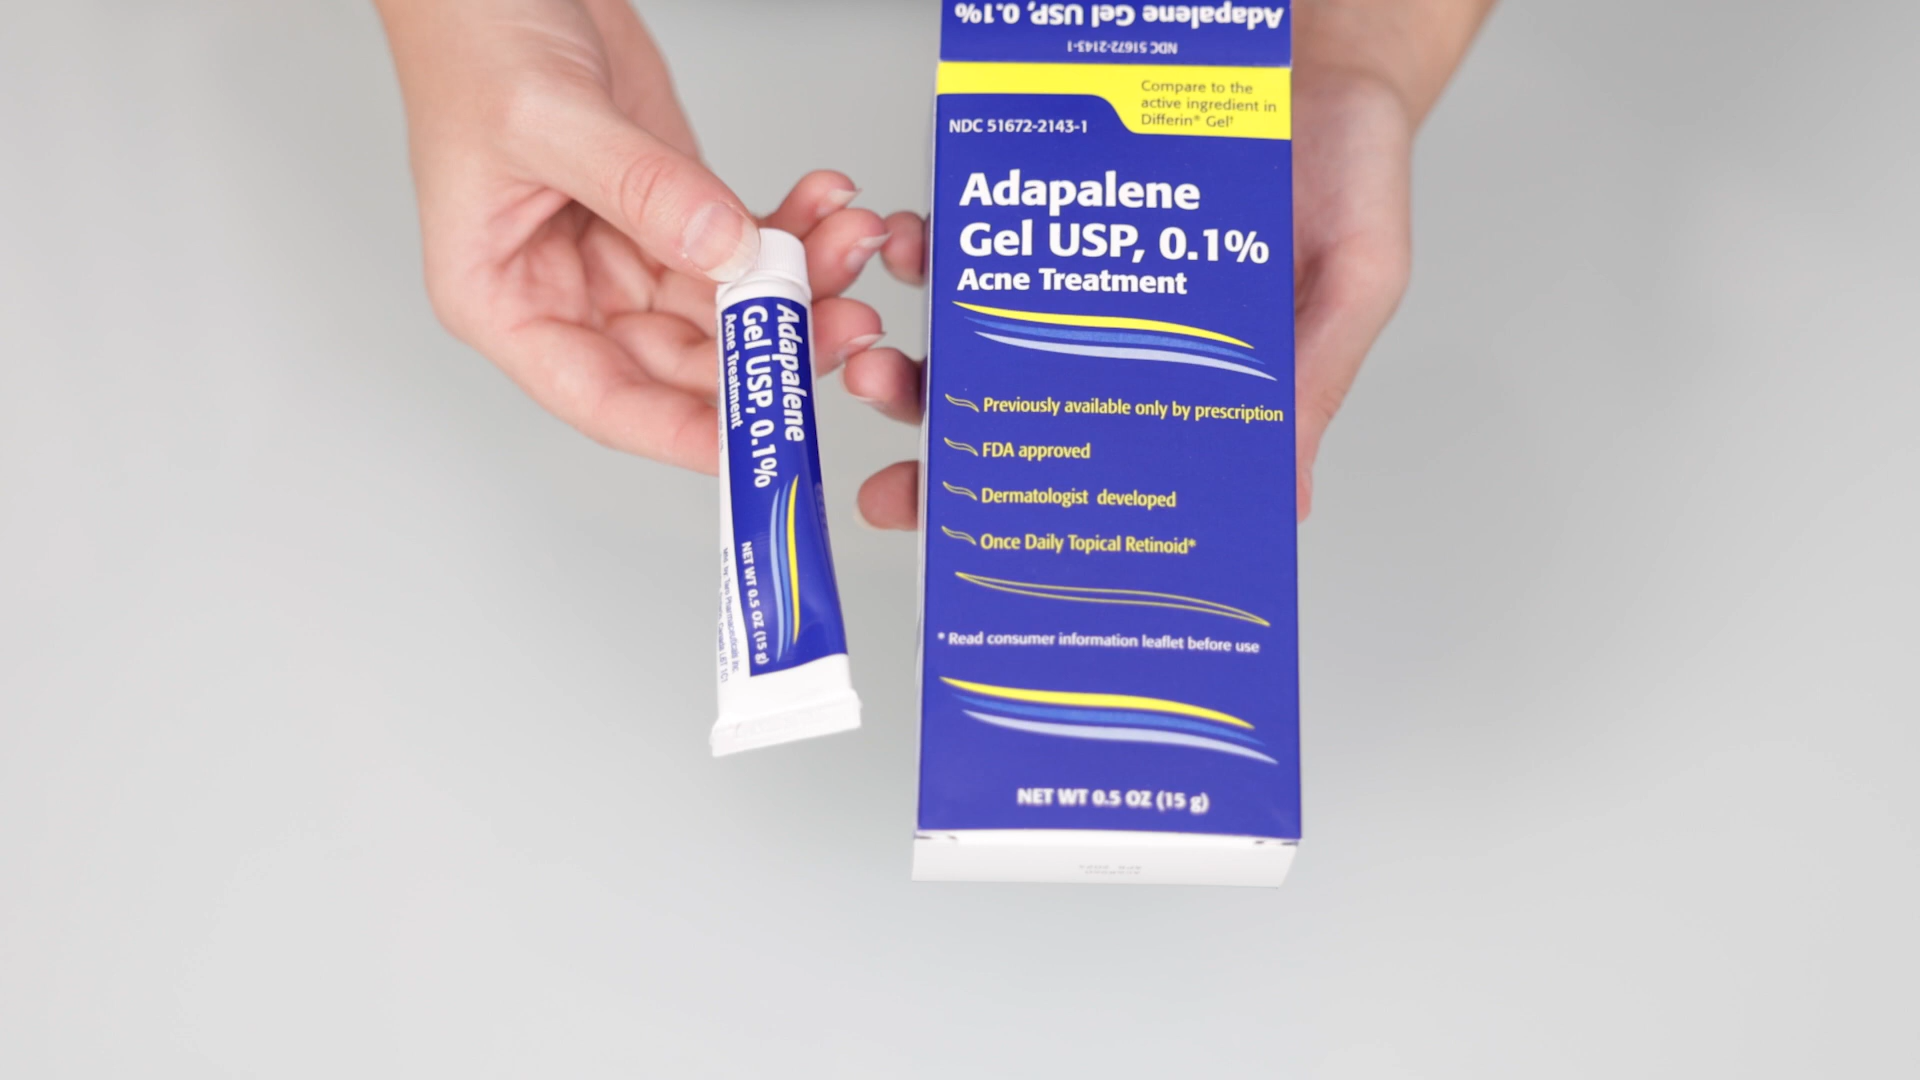 Adapalene Gel USP, 0.1%
NDC 51672-2143-1
Compare to the
active ingredient in
Differin® Gel†
NDC 51672-2143-1
Adapalene
Gel USP, 0.1%
Acne Treatment
Previously available only by prescription
FDA approved
Dermatologist developed
Once Daily Topical Retinoid*
* Read consumer information leaflet before use
NET WT 0.5 OZ (15 g)
Adapalene
Gel USP, 0.1%
Acne Treatment
NET WT 0.5 OZ (15 g)
Taro Pharmaceuticals Inc.